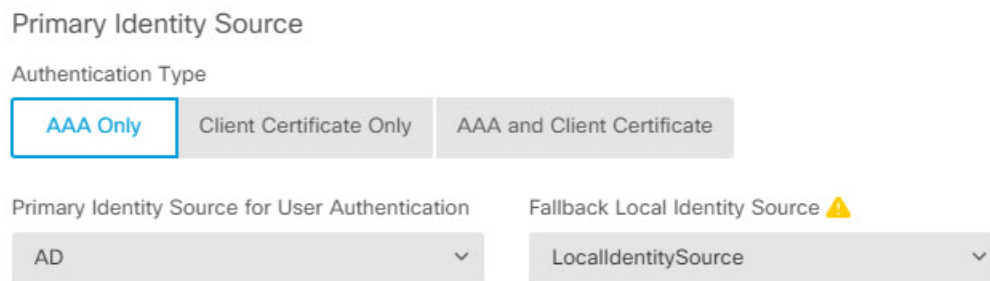 Primary Identity Source
Authentication Type
AAA Only Client Certificate Only AAA and Client Certificate
Primary Identity Source for User Authentication Fallback Local Identity Source
AD LocalIdentitySource